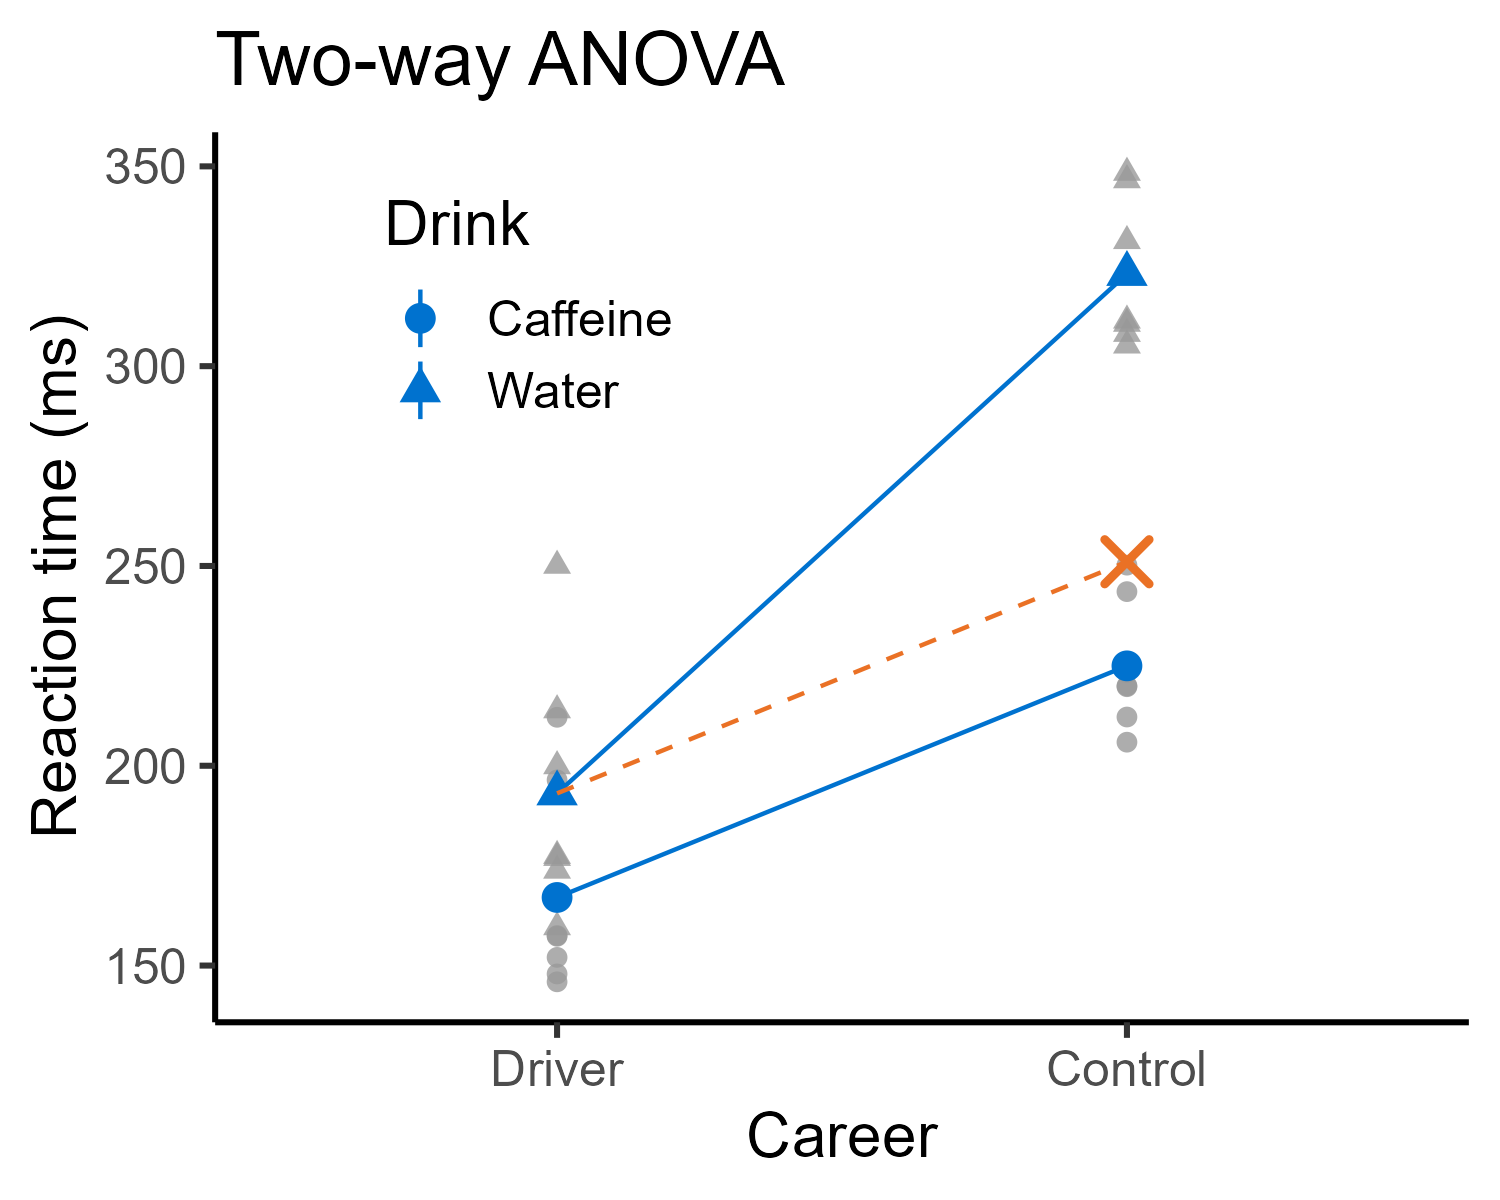 Two-way ANOVA
Reaction time (ms)
350
300
250
200
150
Drink
Caffeine
Water
Driver
Control
Career